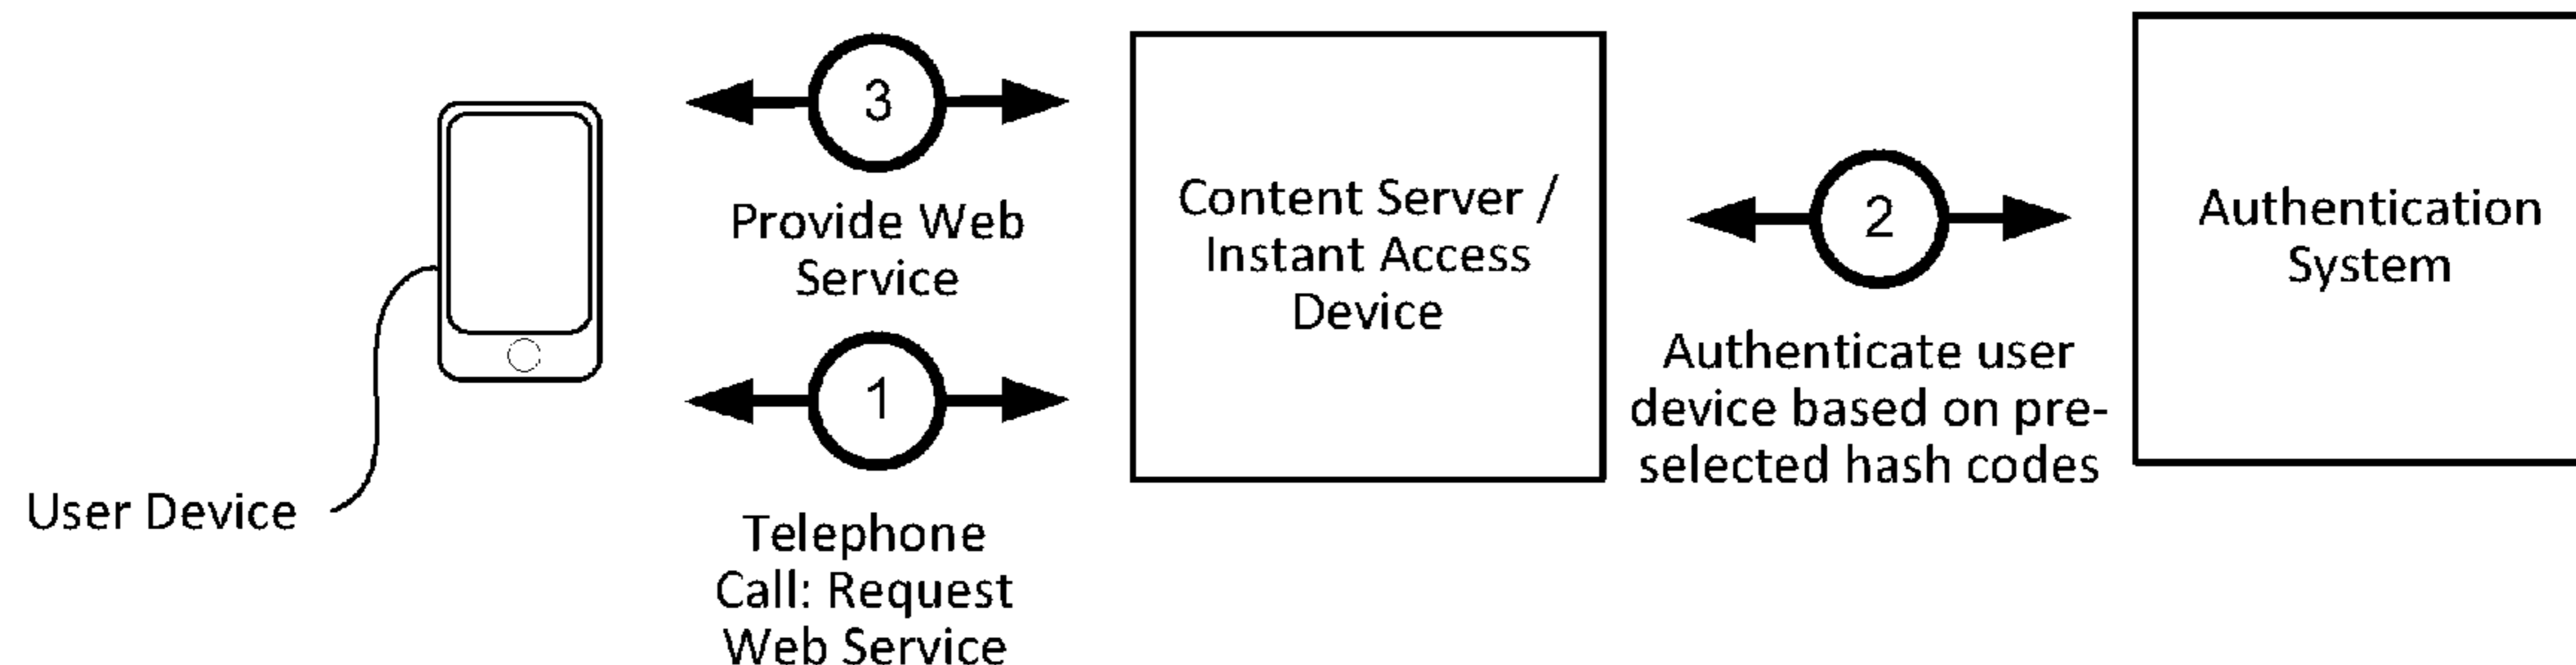 3
Provide Web
Service
1
Telephone
Call: Request
Web Service
User Device
Content Server /
Instant Access
Device
2
Authenticate user
device based on pre-
selected hash codes
Authentication
System